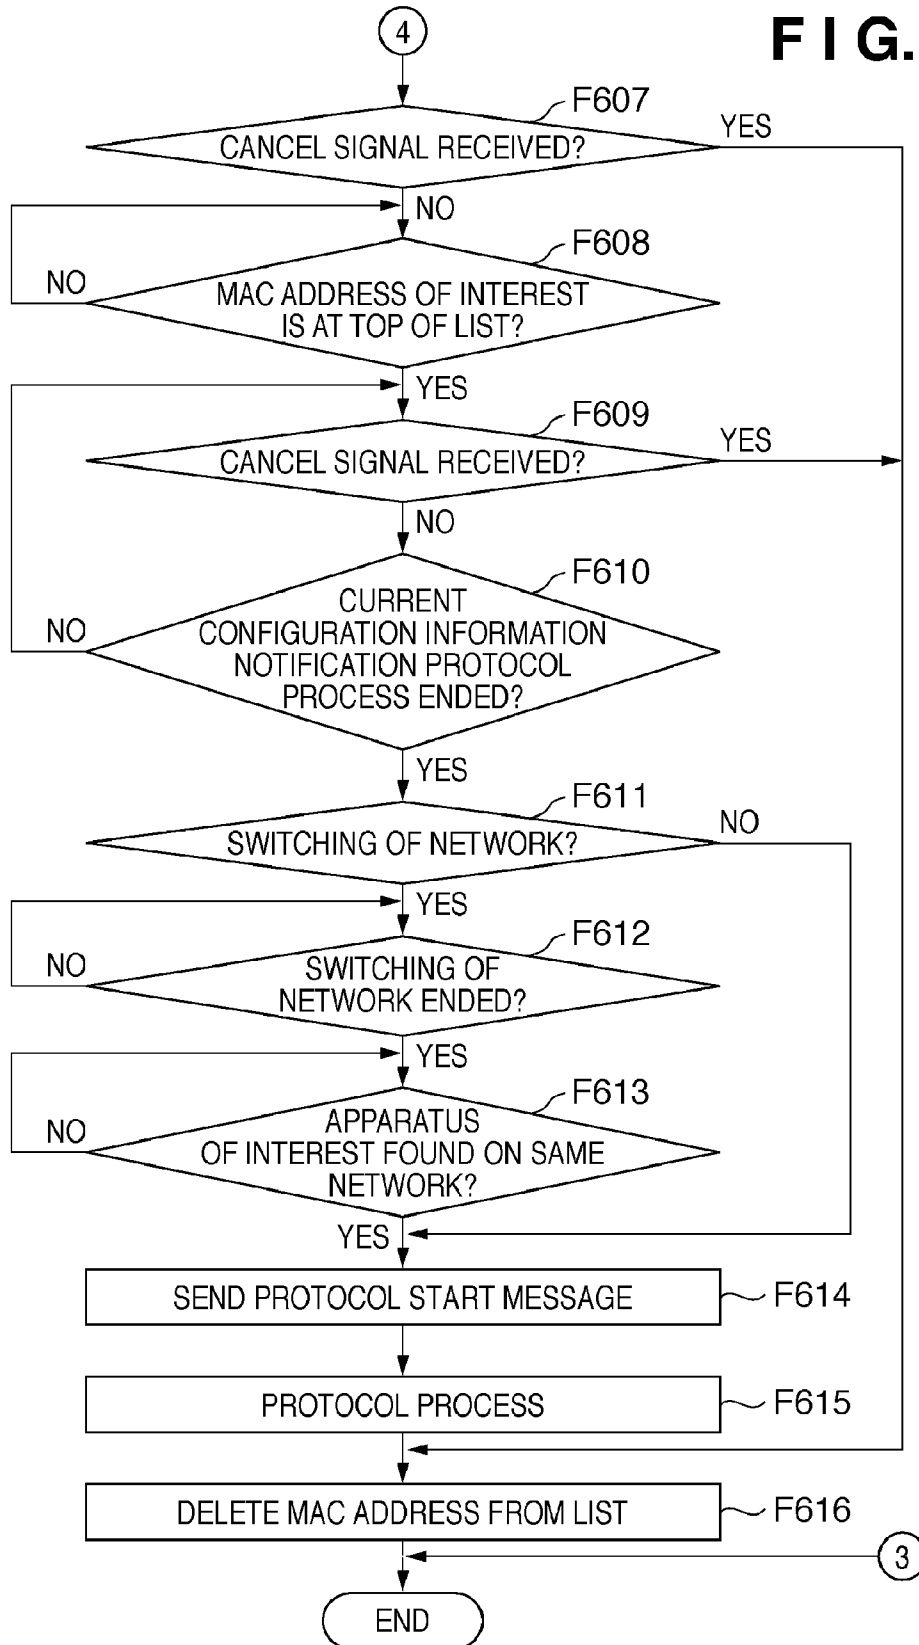 4
FIG.
F607
CANCEL SIGNAL RECEIVED?
YES
NO
F608
NO
MAC ADDRESS OF INTEREST
IS AT TOP OF LIST?
YES
F609
CANCEL SIGNAL RECEIVED?
YES
NO
F610
CURRENT
CONFIGURATION INFORMATION
NOTIFICATION PROTOCOL
PROCESS ENDED?
NO
YES
F611
SWITCHING OF NETWORK?
NO
YES
F612
NO
SWITCHING OF
NETWORK ENDED?
YES
F613
NO
APPARATUS
OF INTEREST FOUND ON SAME
NETWORK?
YES
SEND PROTOCOL START MESSAGE
F614
PROTOCOL PROCESS
F615
DELETE MAC ADDRESS FROM LIST
F616
3
END